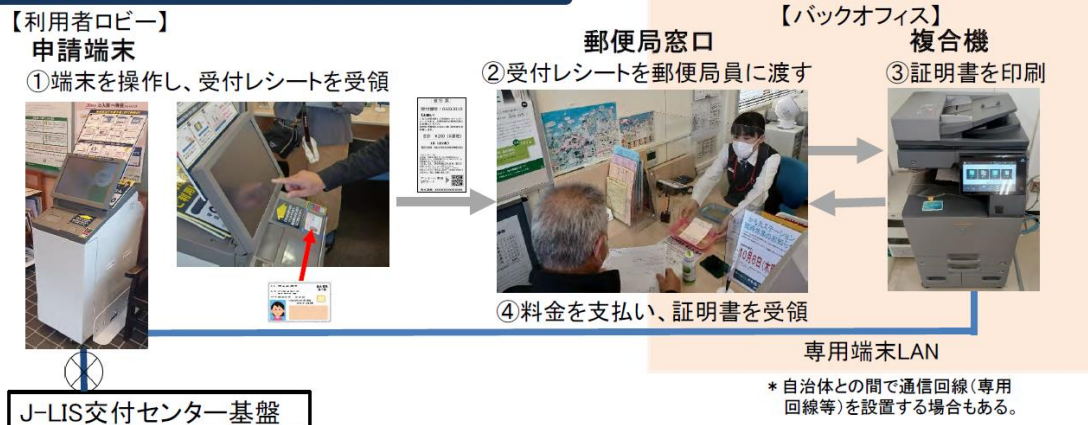 【利用者ロビー】
申請端末
①端末を操作し、受付レシートを受領
【バックオフィス】
郵便局窓口
複合機
②受付レシートを郵便局員に渡す
③証明書を印刷
④料金を支払い、証明書を受領
専用端末LAN
＊自治体との間で通信回線（専用
回線等）を設置する場合もある。
J-LIS交付センター基盤